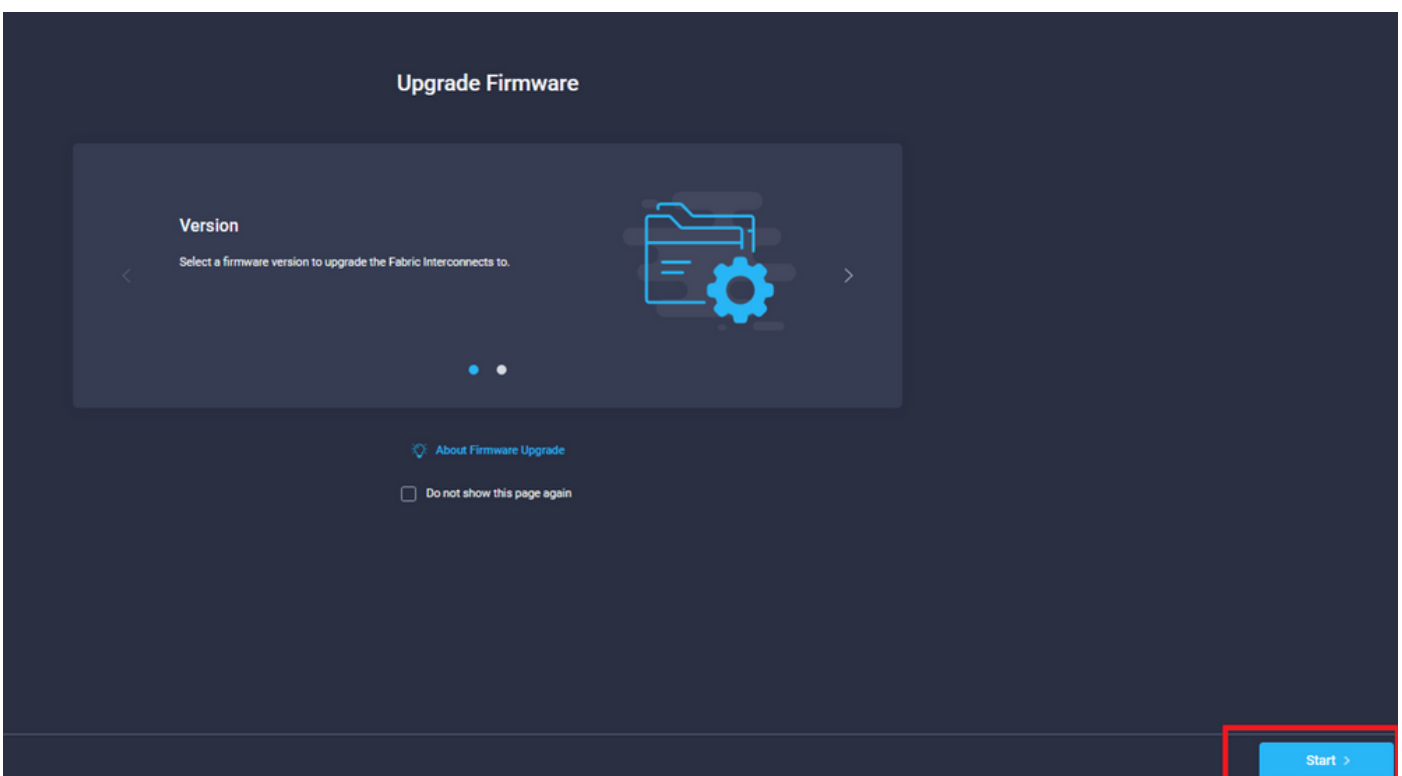 Upgrade Firmware
Version
Select a firmware version to upgrade the Fabric Interconnects to.
About Firmware Upgrade
Do not show this page again
Start